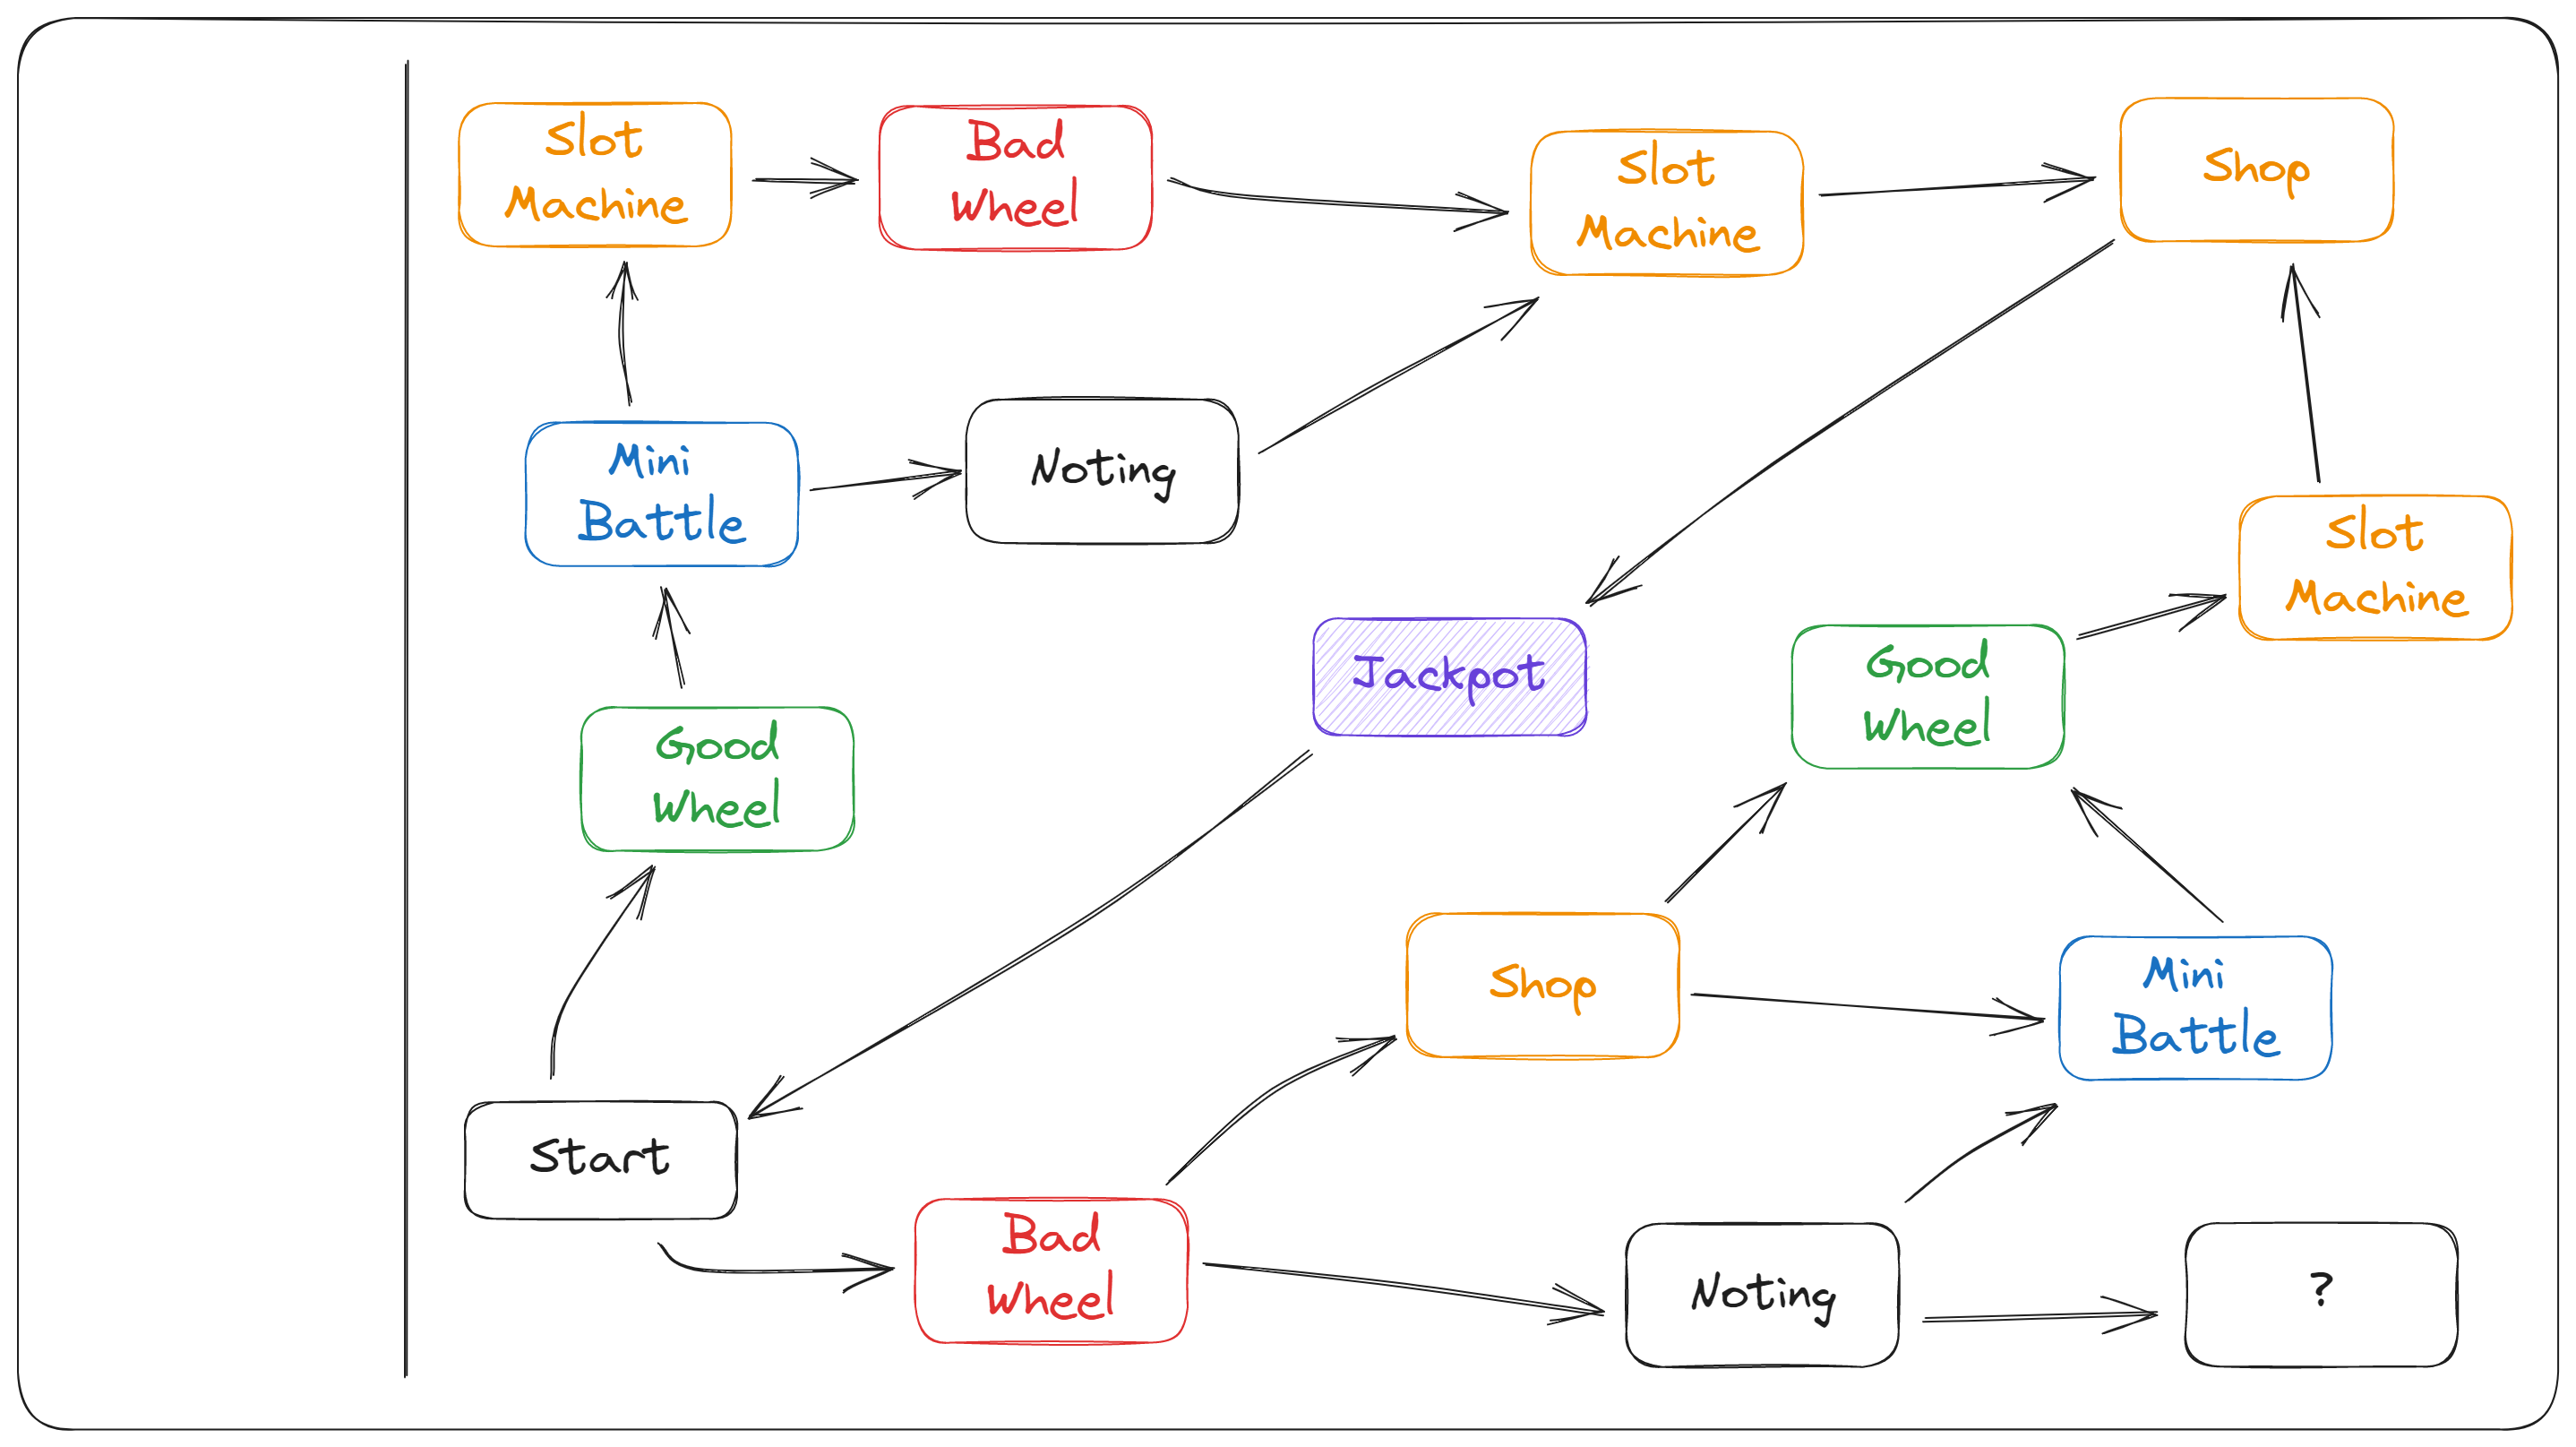 Slot
Machine
Bad
Wheel
Slot
Machine
Shop
Mini
Battle
Noting
Slot
Machine
Jackpot
Good
Wheel
Good
Wheel
Shop
Mini
Battle
Start
Bad
Wheel
Noting
?